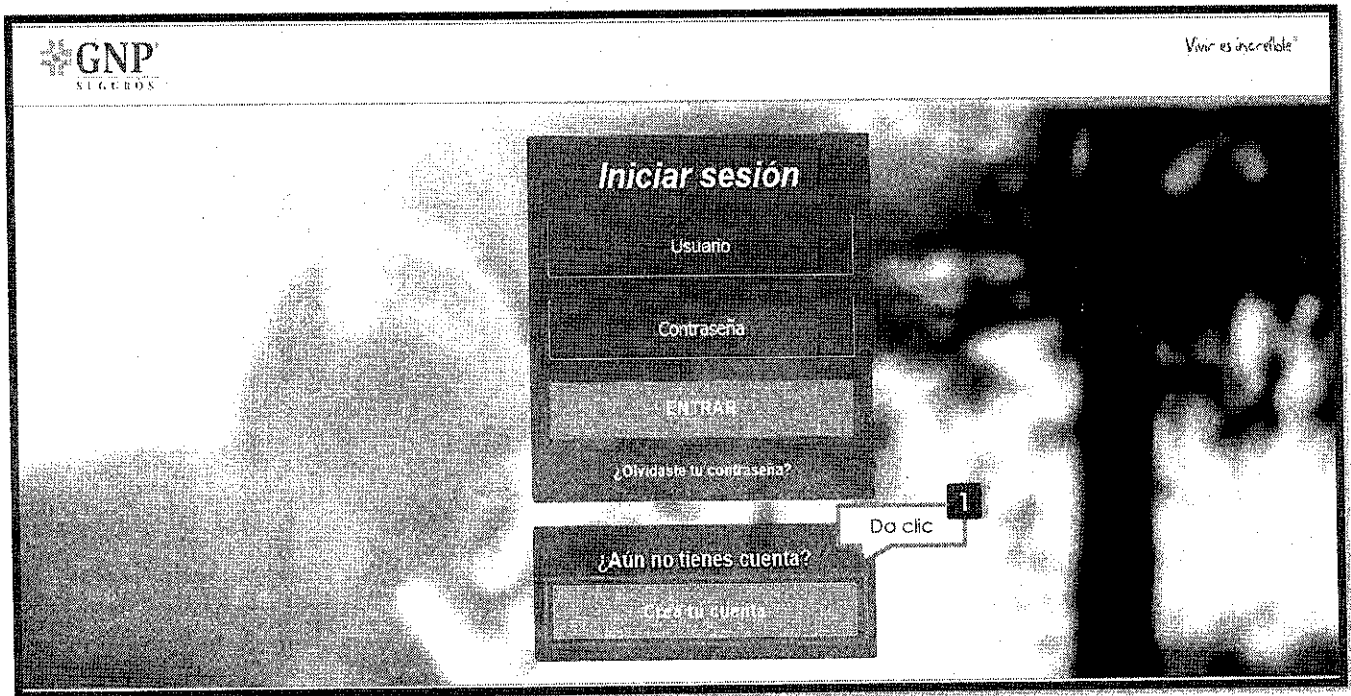 GNP
SEGUROS
Vivir es increíble
Iniciar sesión
Usuario
Contraseña
ENTRAR
¿Olvidaste tu contraseña?
1
Da clic
¿Aún no tienes cuenta?
Crea tu cuenta